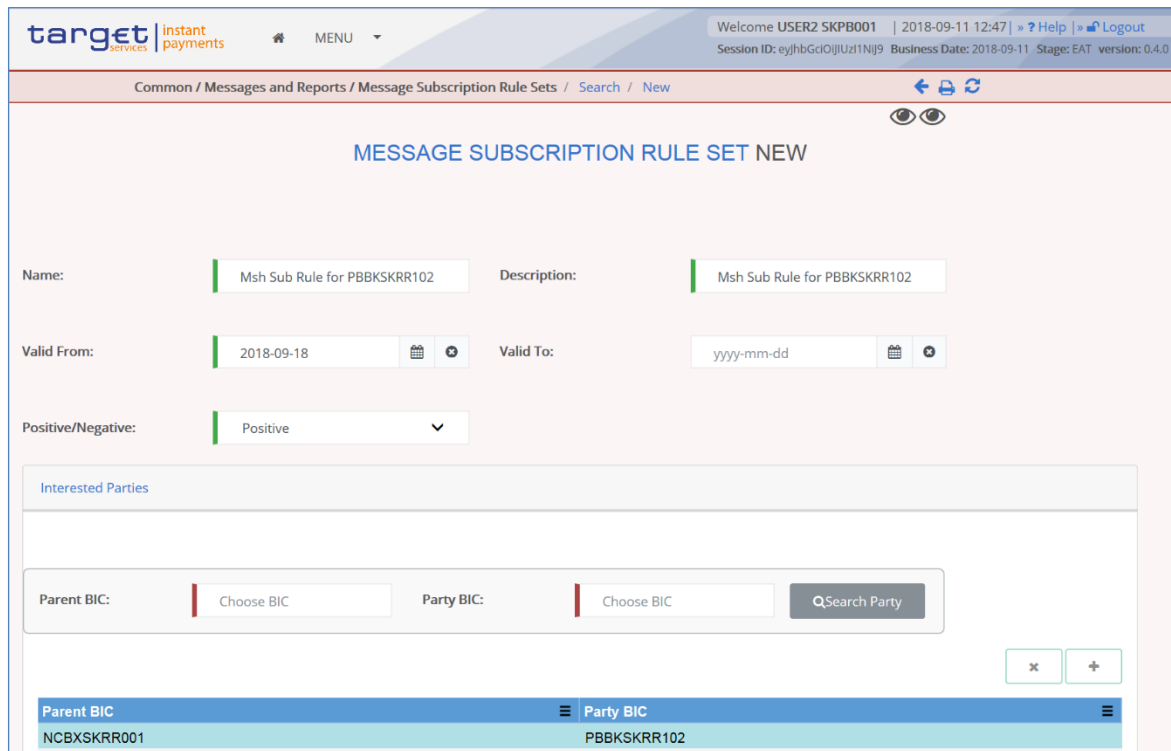 target services instant payments
MENU
Welcome USER2 SKPB001 | 2018-09-11 12:47| » ? Help |» Logout
Session ID: eyJhbGciOiJIUzI1NiJ9 Business Date: 2018-09-11 Stage: EAT version: 0.4.0
Common / Messages and Reports / Message Subscription Rule Sets / Search / New
MESSAGE SUBSCRIPTION RULE SET NEW
Name: Msh Sub Rule for PBBKSKRR102 Description: Msh Sub Rule for PBBKSKRR102
Valid From: 2018-09-18 Valid To: yyyy-mm-dd
Positive/Negative: Positive
Interested Parties
Parent BIC: Choose BIC Party BIC: Choose BIC Search Party
Parent BIC Party BIC
NCBXSKRR001 PBBKSKRR102